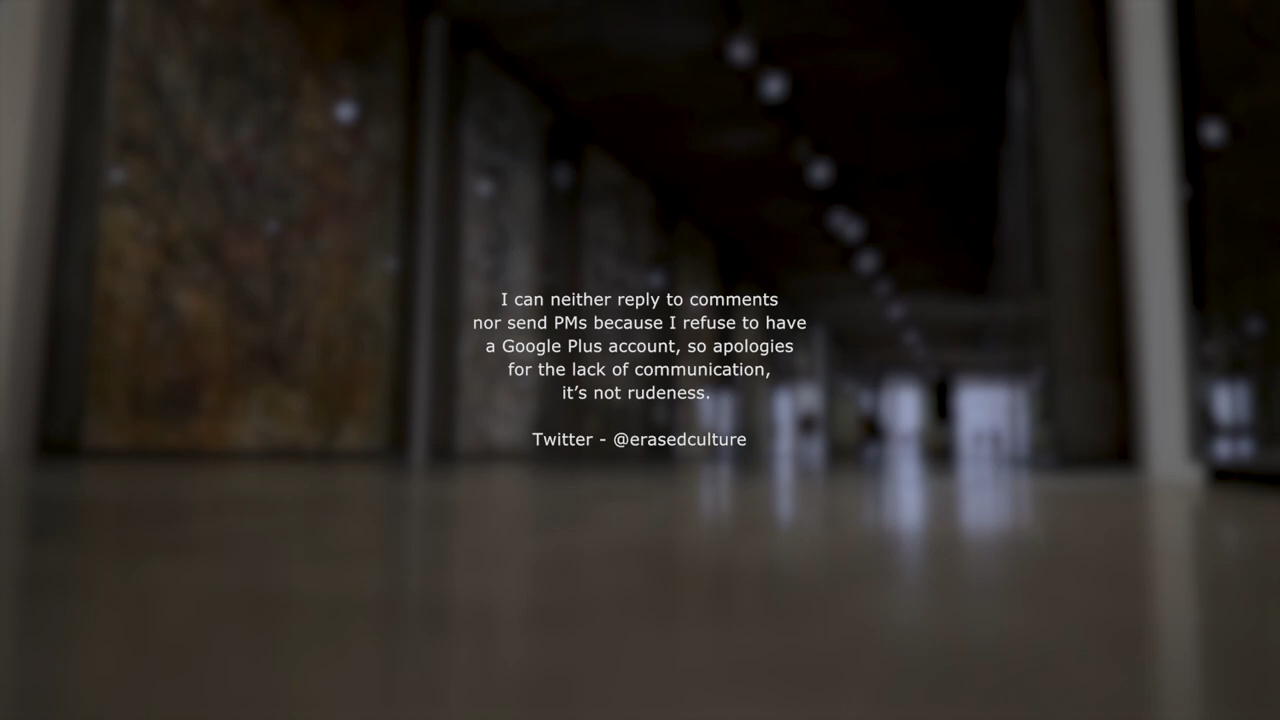 I can neither reply to comments
nor send PMs because I refuse to have
a Google Plus account, so apologies
for the lack of communication,
it’s not rudeness.
Twitter - @erasedculture